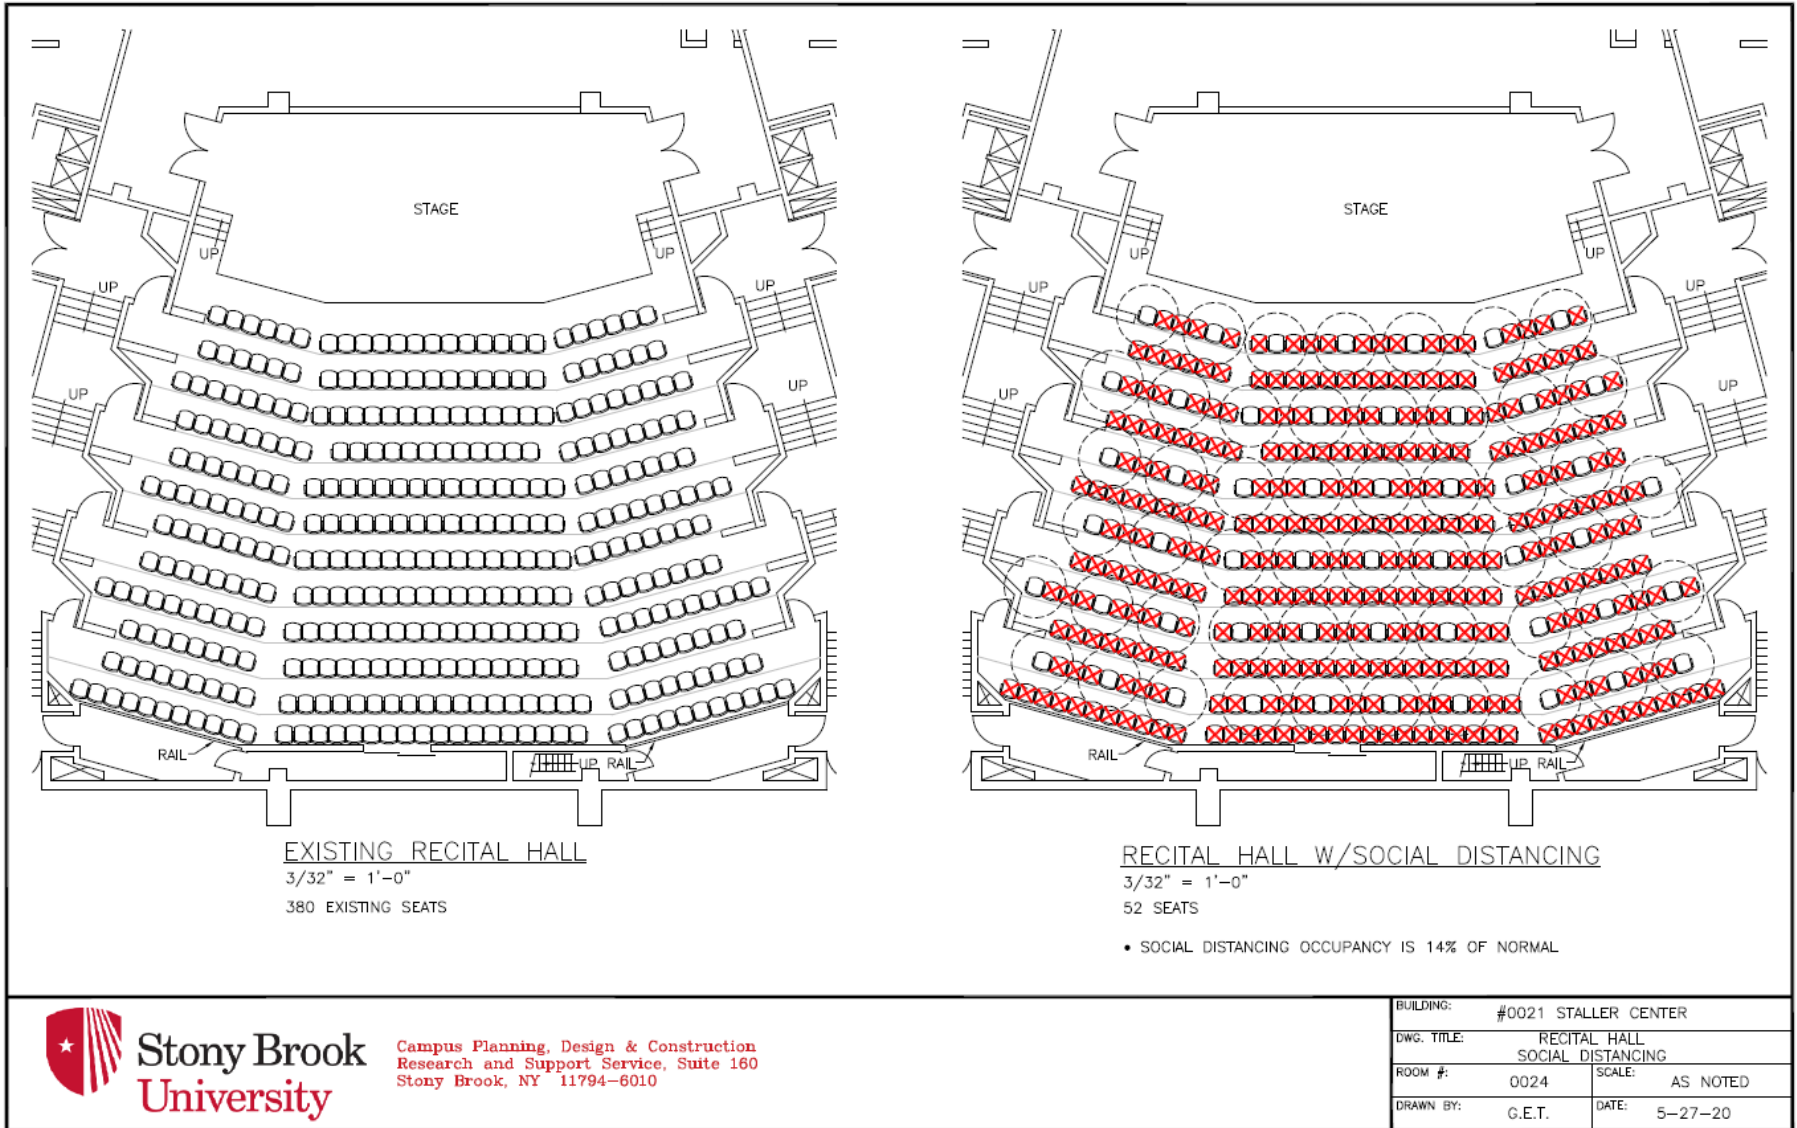 STAGE
UP
UP
UP
UP
UP
UP
RAIL
UP
RAIL
EXISTING RECITAL HALL
3/32" = 1'-0"
380 EXISTING SEATS
STAGE
UP
UP
UP
UP
UP
UP
RAIL
UP
RAIL
RECITAL HALL W/SOCIAL DISTANCING
3/32" = 1'-0"
52 SEATS
• SOCIAL DISTANCING OCCUPANCY IS 14% OF NORMAL
Stony Brook
University
Campus Planning, Design & Construction
Research and Support Service, Suite 160
Stony Brook, NY 11794-6010
BUILDING: #0021 STALLER CENTER
DWG. TITLE: RECITAL HALL
SOCIAL DISTANCING
ROOM #: 0024
SCALE: AS NOTED
DRAWN BY: G.E.T.
DATE: 5-27-20